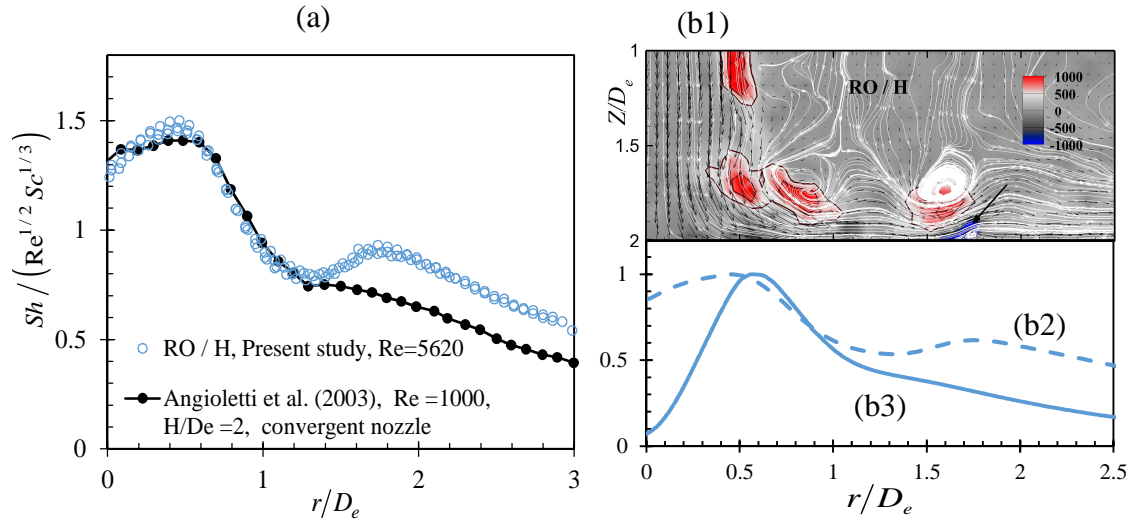 (a)
Sh / (Re^1/2 Sc^1/3)
1.5
1
0.5
0
0
1
2
3
r/D_e
RO / H, Present study, Re=5620
Angioletti et al. (2003), Re =1000,
H/De =2, convergent nozzle
(b1)
Z/D_e
1
1.5
2
RO / H
1000
500
0
-500
-1000
1
0.5
0
(b2)
(b3)
0
0.5
1
1.5
2
2.5
r/D_e